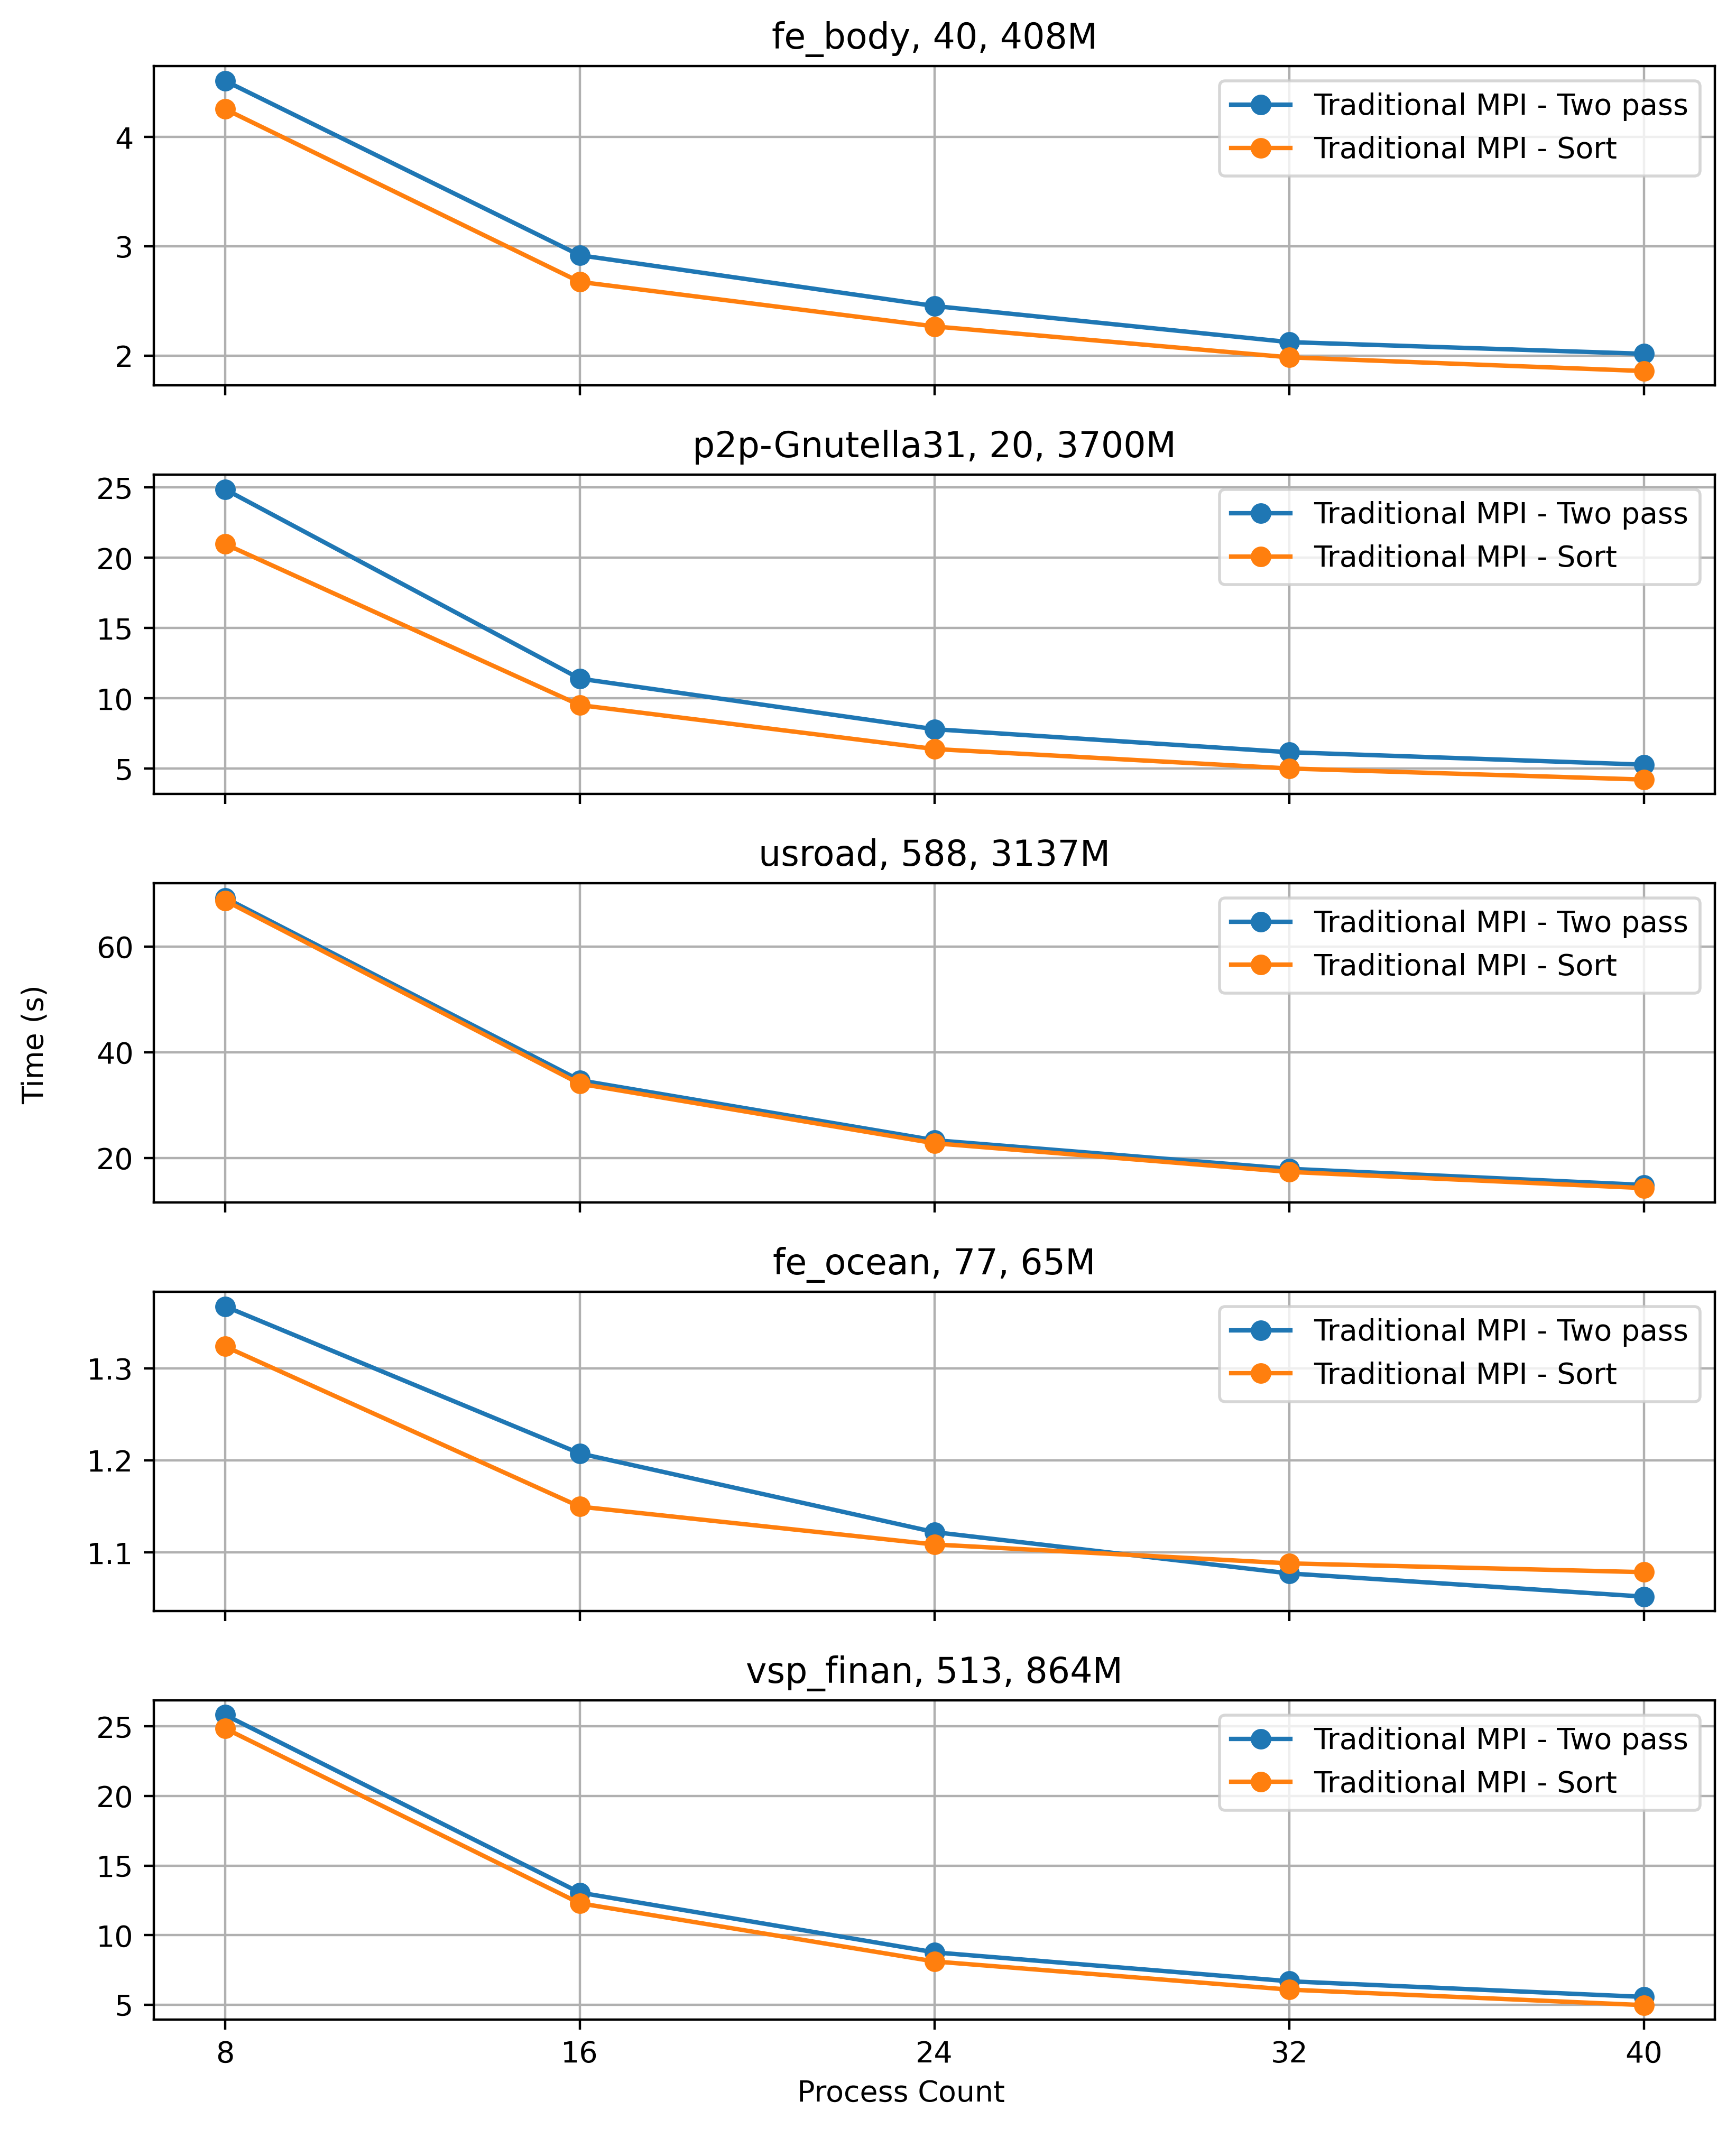 fe_body, 40, 408M
4
3
2
Traditional MPI - Two pass
Traditional MPI - Sort
p2p-Gnutella31, 20, 3700M
25
20
15
10
5
Traditional MPI - Two pass
Traditional MPI - Sort
usroad, 588, 3137M
60
40
20
Traditional MPI - Two pass
Traditional MPI - Sort
Time (s)
fe_ocean, 77, 65M
1.3
1.2
1.1
Traditional MPI - Two pass
Traditional MPI - Sort
vsp_finan, 513, 864M
25
20
15
10
5
Traditional MPI - Two pass
Traditional MPI - Sort
8 16 24 32 40
Process Count